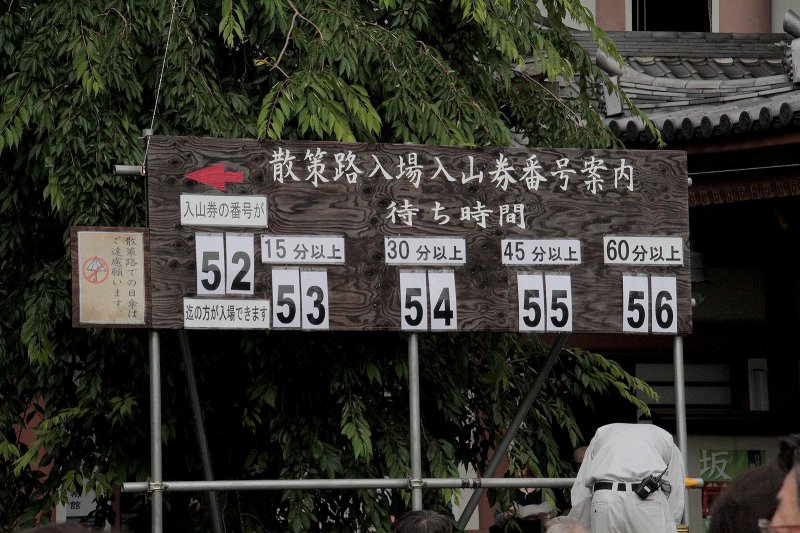 散策路入場入山券番号案内
待ち時間
入山券の番号が
52
迄の方が入場できます
15分以上
53
30分以上
54
45分以上
55
60分以上
56
散策路での日傘は
ご遠慮願います
坂
館